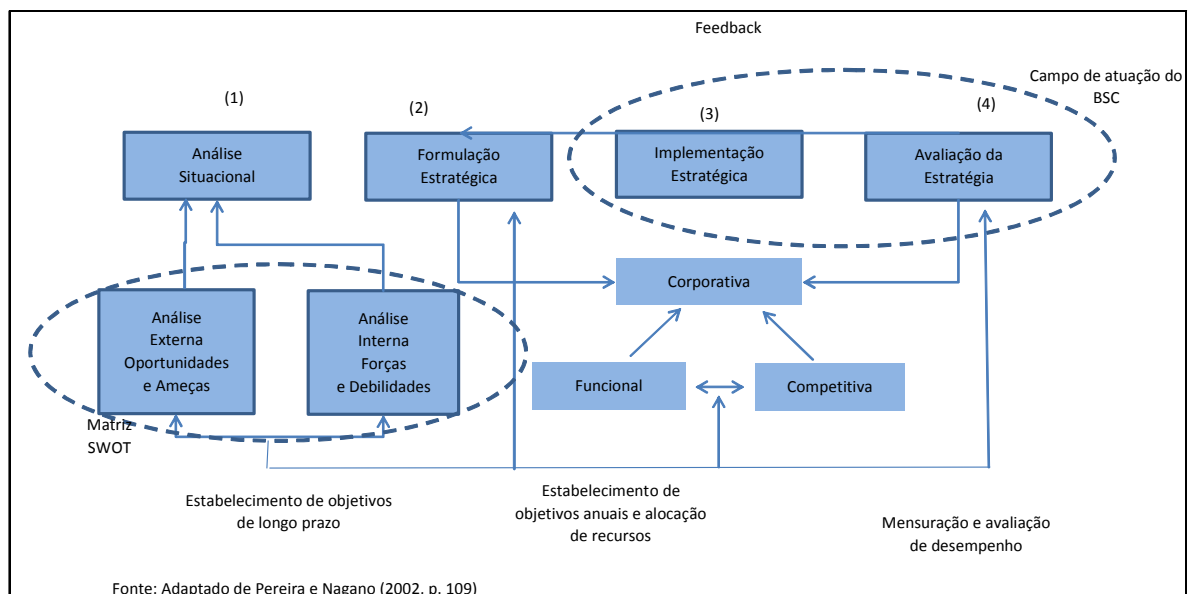 Feedback
Campo de atuação do
BSC
(1)
(2)
(3)
(4)
Análise
Situacional
Formulação
Estratégica
Implementação
Estratégica
Avaliação da
Estratégia
Corporativa
Análise
Externa
Oportunidades
e Ameças
Análise
Interna
Forças
e Debilidades
Funcional
Competitiva
Matriz
SWOT
Estabelecimento de objetivos
de longo prazo
Estabelecimento de
objetivos anuais e alocação
de recursos
Mensuração e avaliação
de desempenho
Fonte: Adaptado de Pereira e Nagano (2002, p. 109)